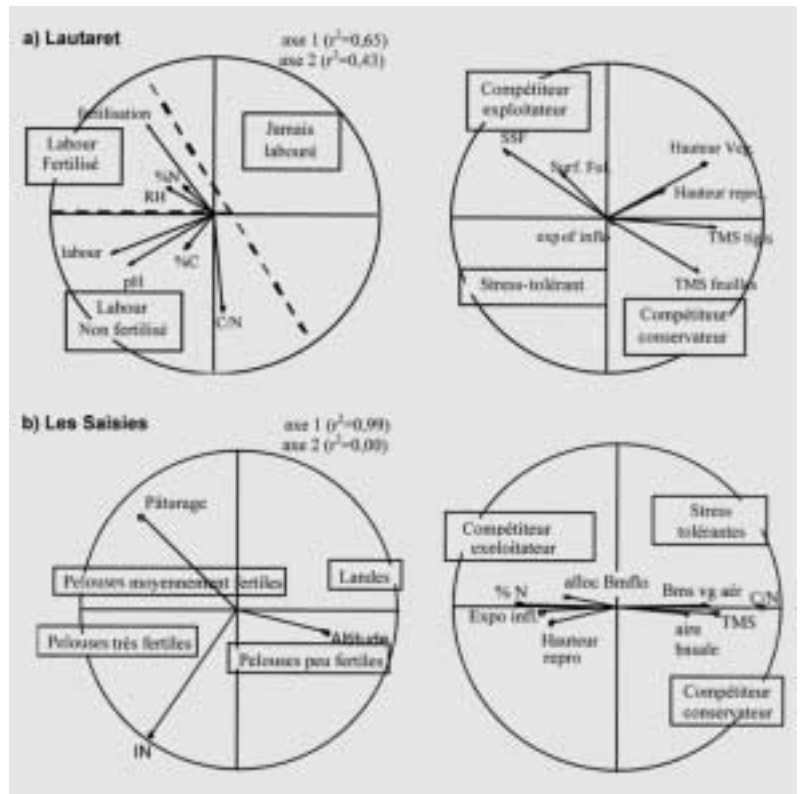 a) Lautaret
axe 1 (r²=0,65)
axe 2 (r²=0,43)
fertilisation
Labour
Fertilisé
Jamais
labouré
%N
RH
labour
%C
pH
Labour
Non fertilisé
C/N
Compétiteur
exploitateur
SSF
Surf. Fol.
Hauteur Vég.
Hauteur repro.
expof inflo
TMS tiges
Stress-tolérant
TMS feuilles
Compétiteur
conservateur
b) Les Saisies
axe 1 (r²=0,99)
axe 2 (r²=0,00)
Pâturage
Pelouses moyennement fertiles
Landes
Pelouses très fertiles
Altitude
Pelouses peu fertiles
IN
Compétiteur
exploitateur
Stress
tolérantes
% N
alloc Bmflo
Bms vg aér
C/N
Expo infl.
TMS
Hauteur
repro
aire
basale
Compétiteur
conservateur